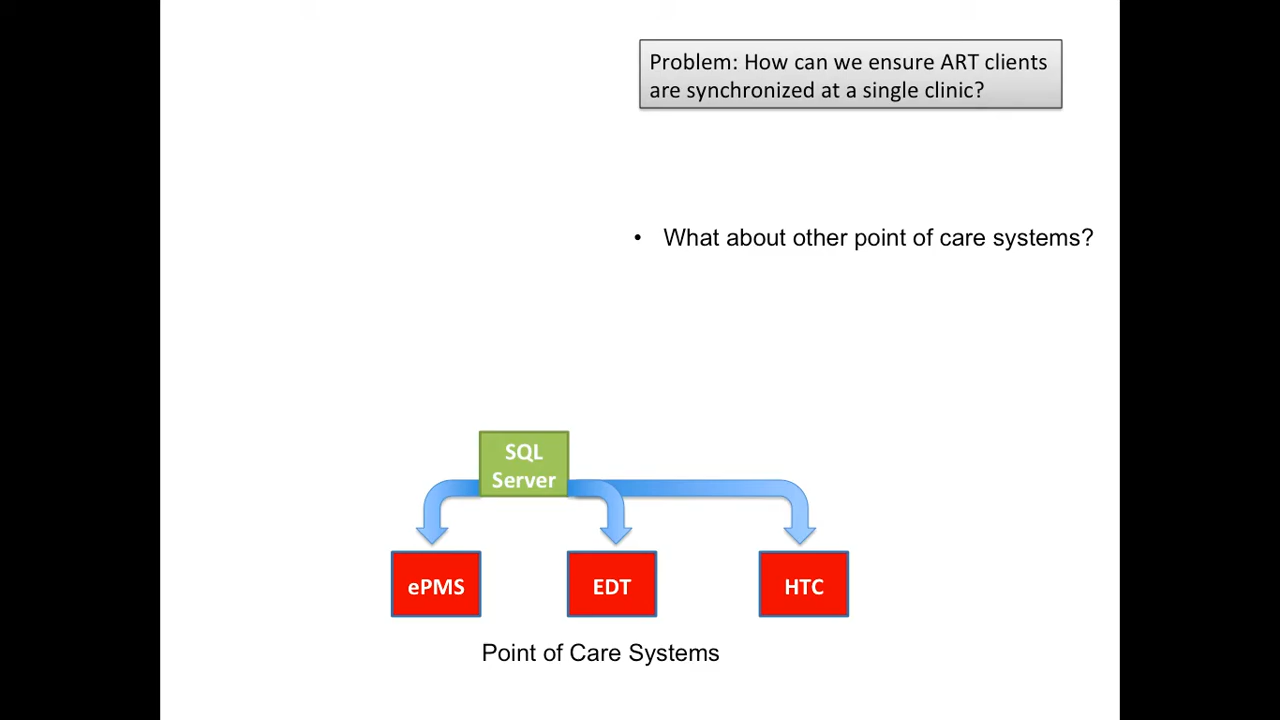 Problem: How can we ensure ART clients
are synchronized at a single clinic?
• What about other point of care systems?
SQL
Server
ePMS
EDT
HTC
Point of Care Systems